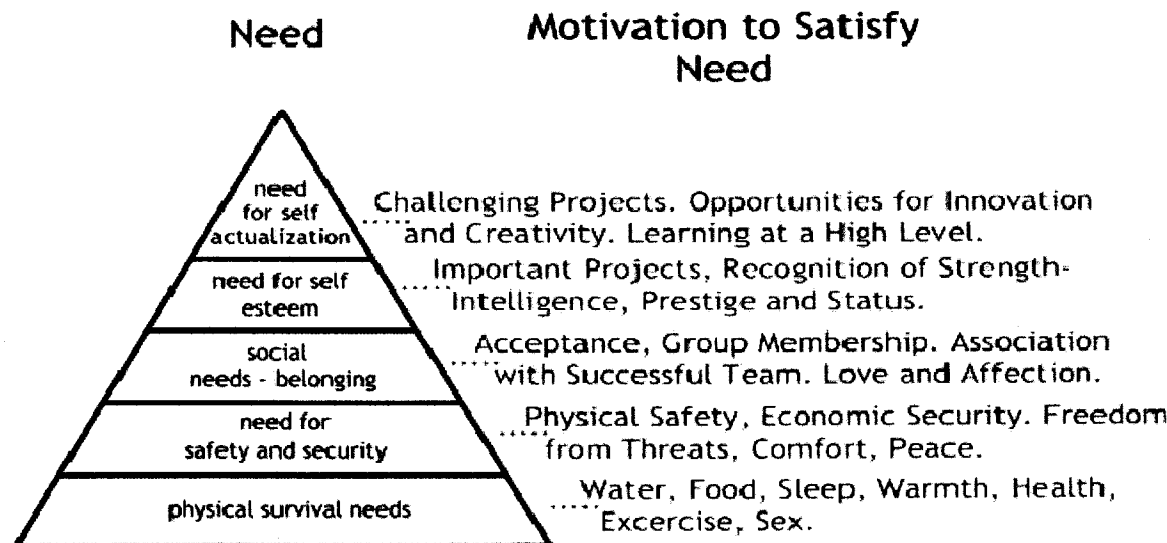 Need
Motivation to Satisfy
Need
need
for self
actualization
Challenging Projects. Opportunities for Innovation
and Creativity. Learning at a High Level.
need for self
esteem
Important Projects, Recognition of Strength-
Intelligence, Prestige and Status.
social
needs - belonging
Acceptance, Group Membership. Association
with Successful Team. Love and Affection.
need for
safety and security
Physical Safety, Economic Security. Freedom
from Threats, Comfort, Peace.
physical survival needs
Water, Food, Sleep, Warmth, Health,
Excercise, Sex.